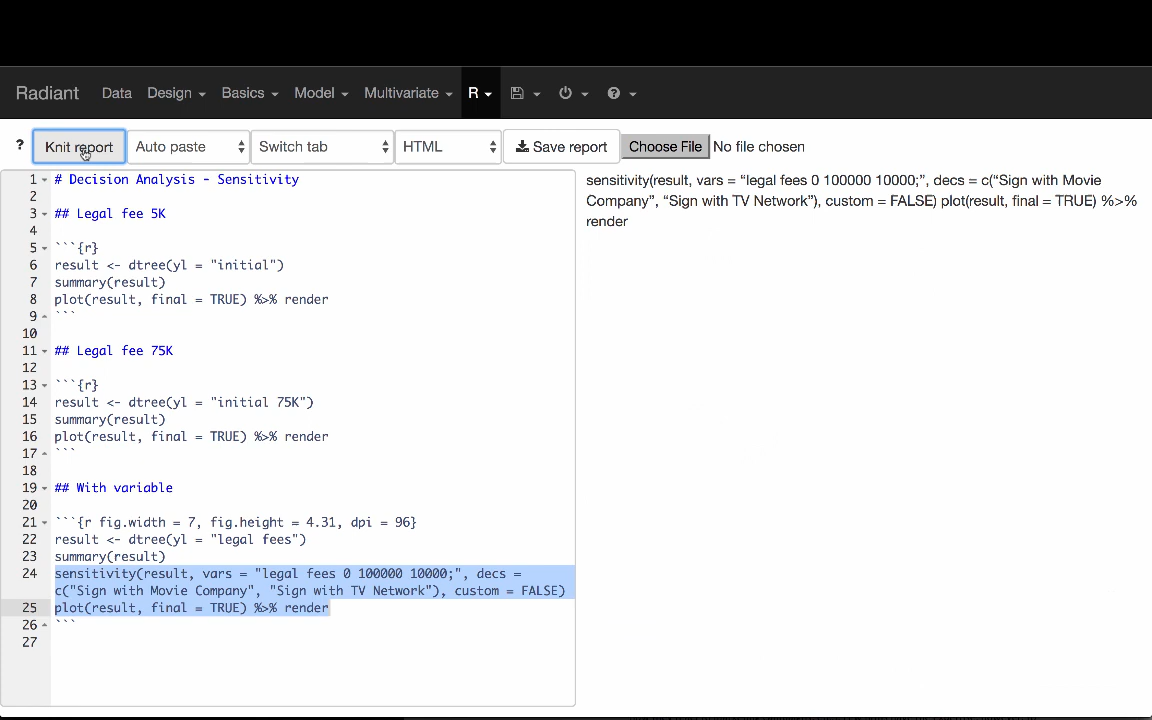 Radiant Data Design Basics Model Multivariate R
? Knit report Auto paste Switch tab HTML Save report Choose File No file chosen
1 # Decision Analysis - Sensitivity
2
3 ## Legal fee 5K
4
5 ```{r}
6 result <- dtree(yl = "initial")
7 summary(result)
8 plot(result, final = TRUE) %>% render
9 ```
10
11 ## Legal fee 75K
12
13 ```{r}
14 result <- dtree(yl = "initial 75K")
15 summary(result)
16 plot(result, final = TRUE) %>% render
17 ```
18
19 ## With variable
20
21 ```{r fig.width = 7, fig.height = 4.31, dpi = 96}
22 result <- dtree(yl = "legal fees")
23 summary(result)
24 sensitivity(result, vars = "legal fees 0 100000 10000;", decs =
c("Sign with Movie Company", "Sign with TV Network"), custom = FALSE)
25 plot(result, final = TRUE) %>% render
26 ```
27
sensitivity(result, vars = “legal fees 0 100000 10000;”, decs = c(“Sign with Movie
Company”, “Sign with TV Network”), custom = FALSE) plot(result, final = TRUE) %>%
render